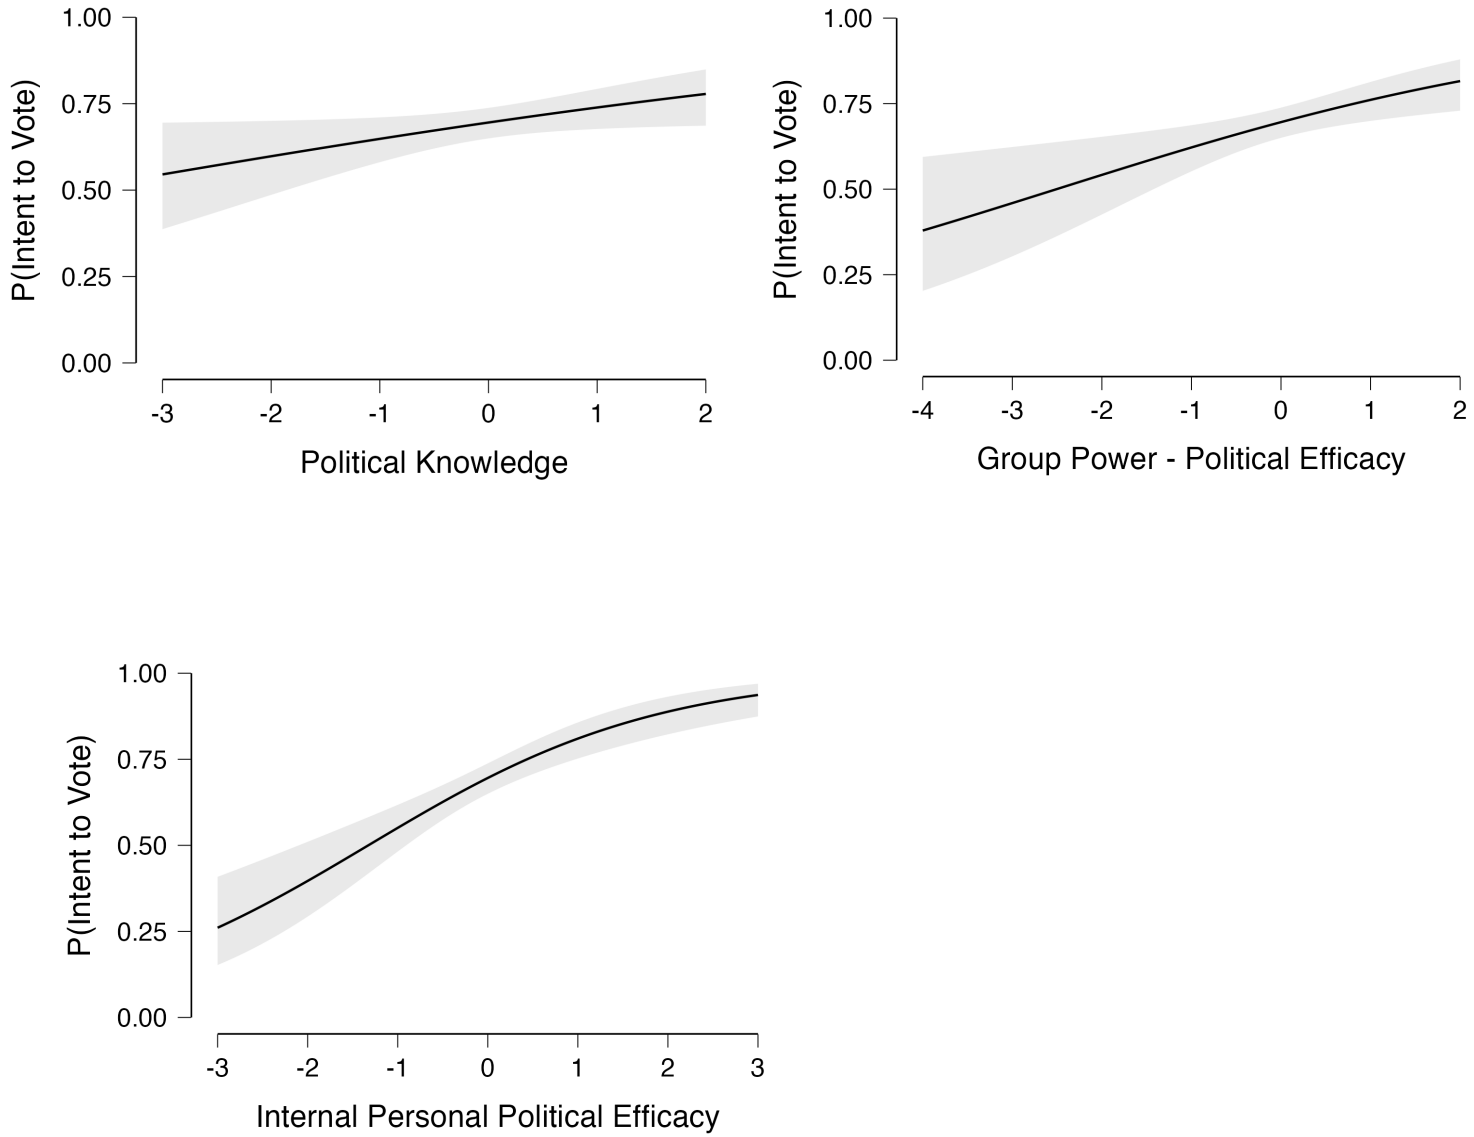 1.00
0.75
0.50
0.25
0.00
P(Intent to Vote)
-3 -2 -1 0 1 2
Political Knowledge
1.00
0.75
0.50
0.25
0.00
P(Intent to Vote)
-4 -3 -2 -1 0 1 2
Group Power - Political Efficacy
1.00
0.75
0.50
0.25
0.00
P(Intent to Vote)
-3 -2 -1 0 1 2 3
Internal Personal Political Efficacy